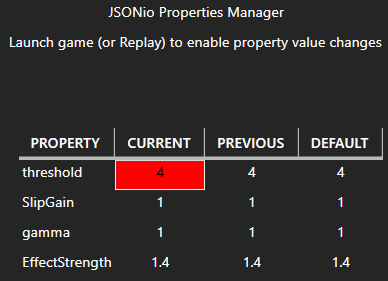 JSONio Properties Manager
Launch game (or Replay) to enable property value changes
PROPERTY CURRENT PREVIOUS DEFAULT
threshold 4 4 4
SlipGain 1 1 1
gamma 1 1 1
EffectStrength 1.4 1.4 1.4